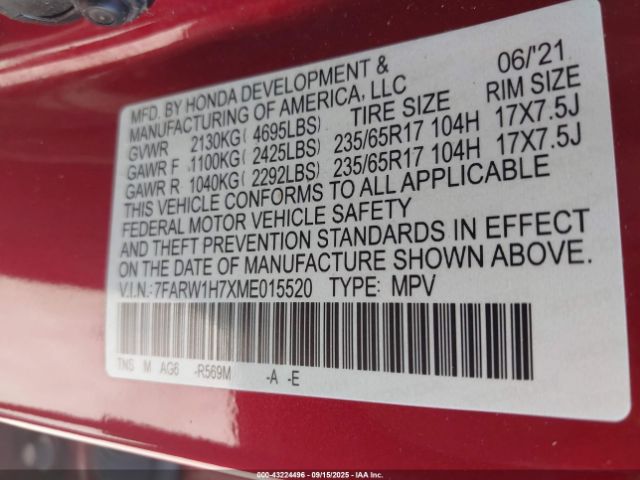 MFD. BY HONDA DEVELOPMENT & 06/'21
MANUFACTURING OF AMERICA, LLC
TIRE SIZE RIM SIZE
GVWR 2130KG( 4695LBS)
GAWR F 1100KG( 2425LBS) 235/65R17 104H 17X7.5J
GAWR R 1040KG( 2292LBS) 235/65R17 104H 17X7.5J
THIS VEHICLE CONFORMS TO ALL APPLICABLE
FEDERAL MOTOR VEHICLE SAFETY
AND THEFT PREVENTION STANDARDS IN EFFECT
ON THE DATE OF MANUFACTURE SHOWN ABOVE.
V.I.N.:7FARW1H7XME015520 TYPE: MPV
TNS M AG6 -R569M -A -E
000-43224496 - 09/15/2025 - IAA Inc.